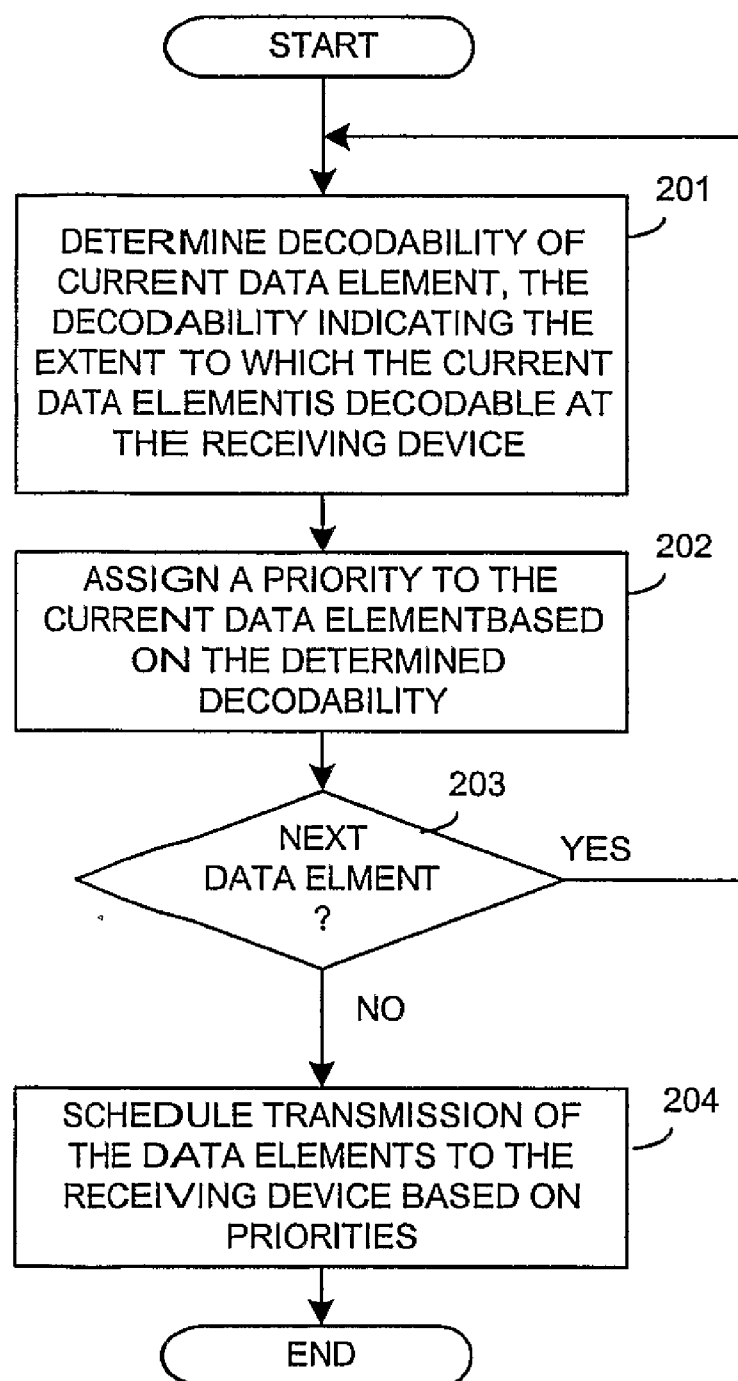 START
201
DETERMINE DECODABILITY OF
CURRENT DATA ELEMENT, THE
DECODABILITY INDICATING THE
EXTENT TO WHICH THE CURRENT
DATA ELEMENTIS DECODABLE AT
THE RECEIVING DEVICE
202
ASSIGN A PRIORITY TO THE
CURRENT DATA ELEMENTBASED
ON THE DETERMINED
DECODABILITY
203
NEXT
DATA ELMENT
?
YES
NO
204
SCHEDULE TRANSMISSION OF
THE DATA ELEMENTS TO THE
RECEIVING DEVICE BASED ON
PRIORITIES
END